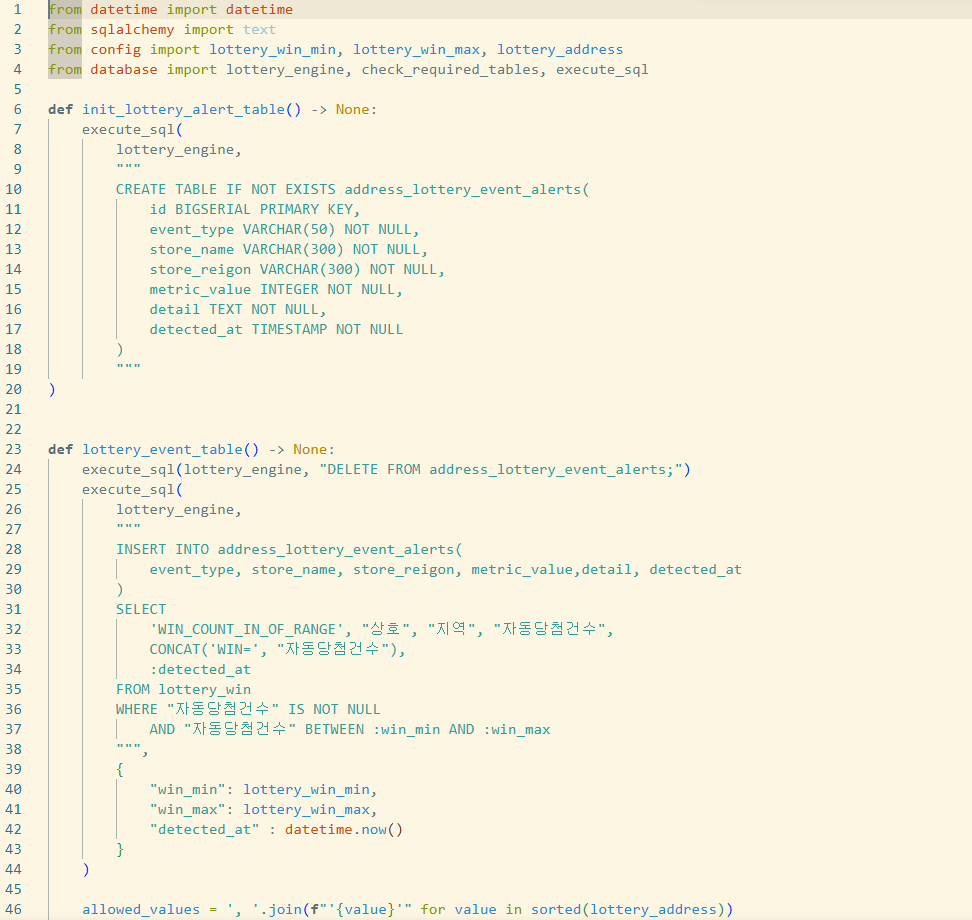 1 from datetime import datetime
2 from sqlalchemy import text
3 from config import lottery_win_min, lottery_win_max, lottery_address
4 from database import lottery_engine, check_required_tables, execute_sql
5
6 def init_lottery_alert_table() -> None:
7     execute_sql(
8         lottery_engine,
9         """
10         CREATE TABLE IF NOT EXISTS address_lottery_event_alerts(
11             id BIGSERIAL PRIMARY KEY,
12             event_type VARCHAR(50) NOT NULL,
13             store_name VARCHAR(300) NOT NULL,
14             store_reigon VARCHAR(300) NOT NULL,
15             metric_value INTEGER NOT NULL,
16             detail TEXT NOT NULL,
17             detected_at TIMESTAMP NOT NULL
18         )
19         """
20 )
21
22
23 def lottery_event_table() -> None:
24     execute_sql(lottery_engine, "DELETE FROM address_lottery_event_alerts;")
25     execute_sql(
26         lottery_engine,
27         """
28         INSERT INTO address_lottery_event_alerts(
29             event_type, store_name, store_reigon, metric_value,detail, detected_at
30         )
31         SELECT
32             'WIN_COUNT_IN_OF_RANGE', "상호", "지역", "자동당첨건수",
33             CONCAT('WIN=', "자동당첨건수"),
34             :detected_at
35         FROM lottery_win
36         WHERE "자동당첨건수" IS NOT NULL
37             AND "자동당첨건수" BETWEEN :win_min AND :win_max
38         """,
39         {
40             "win_min": lottery_win_min,
41             "win_max": lottery_win_max,
42             "detected_at" : datetime.now()
43         }
44     )
45
46     allowed_values = ', '.join(f"'{value}'" for value in sorted(lottery_address))